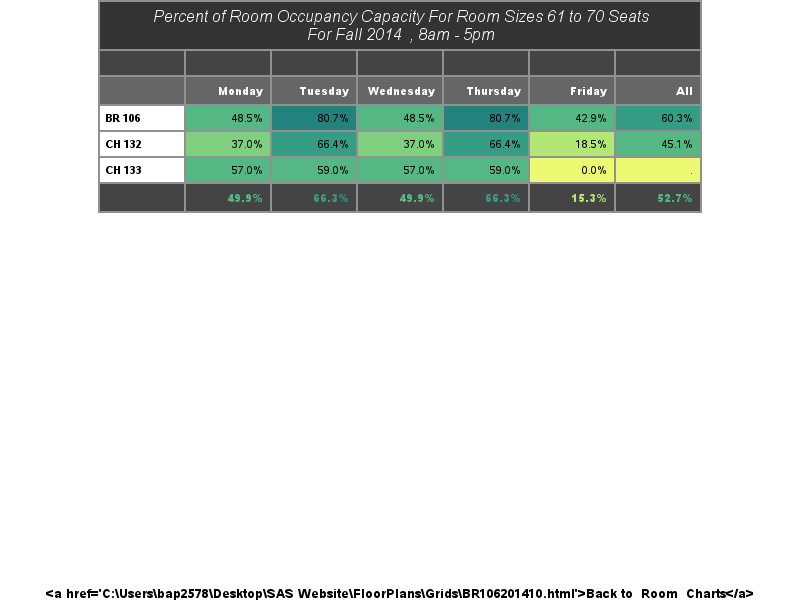 Percent of Room Occupancy Capacity For Room Sizes 61 to 70 Seats
For Fall 2014 , 8am - 5pm
Monday Tuesday Wednesday Thursday Friday All
BR 106 48.5% 80.7% 48.5% 80.7% 42.9% 60.3%
CH 132 37.0% 66.4% 37.0% 66.4% 18.5% 45.1%
CH 133 57.0% 59.0% 57.0% 59.0% 0.0% .
49.9% 66.3% 49.9% 66.3% 15.3% 52.7%
<a href='C:\Users\bap2578\Desktop\SAS Website\FloorPlans\Grids\BR106201410.html'>Back to Room Charts</a>